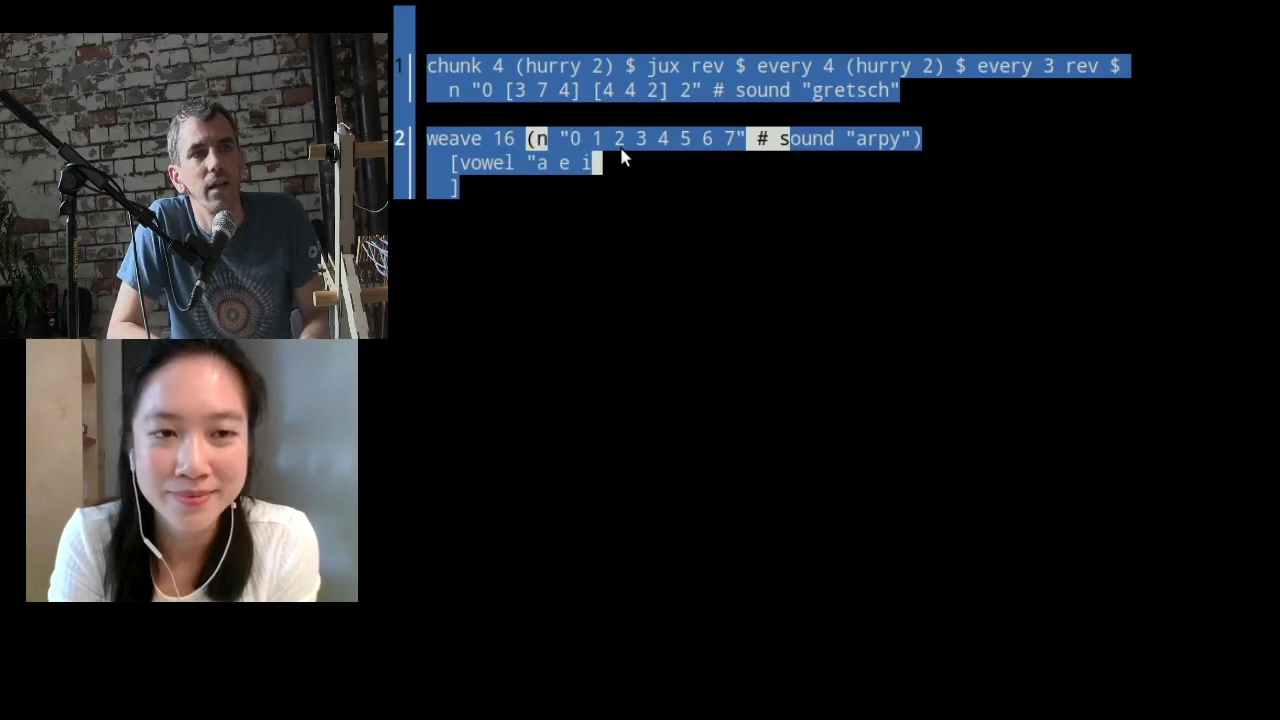 1 chunk 4 (hurry 2) $ jux rev $ every 4 (hurry 2) $ every 3 rev $
n "0 [3 7 4] [4 4 2] 2" # sound "gretsch"
2 weave 16 (n "0 1 2 3 4 5 6 7" # sound "arpy")
[vowel "a e i
]